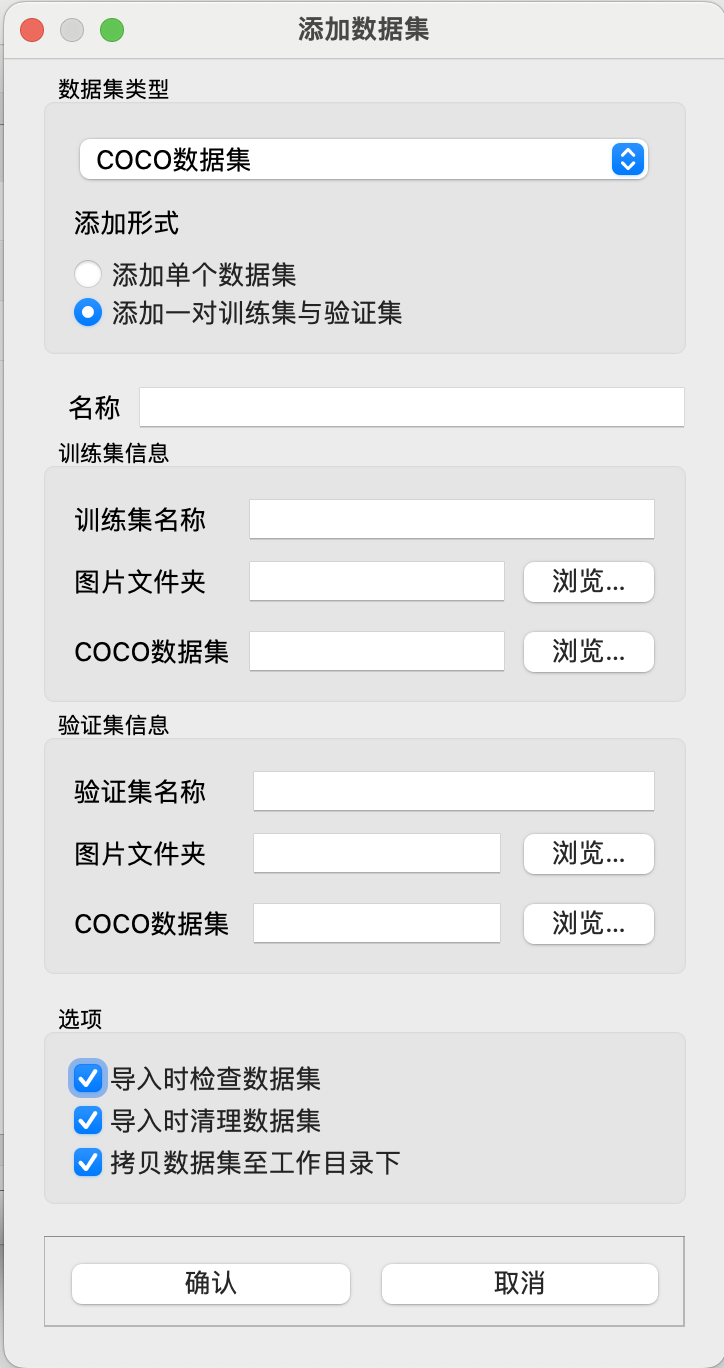 添加数据集
数据集类型
COCO数据集
添加形式
添加单个数据集
添加一对训练集与验证集
名称
训练集信息
训练集名称
图片文件夹 浏览...
COCO数据集 浏览...
验证集信息
验证集名称
图片文件夹 浏览...
COCO数据集 浏览...
选项
导入时检查数据集
导入时清理数据集
拷贝数据集至工作目录下
确认 取消